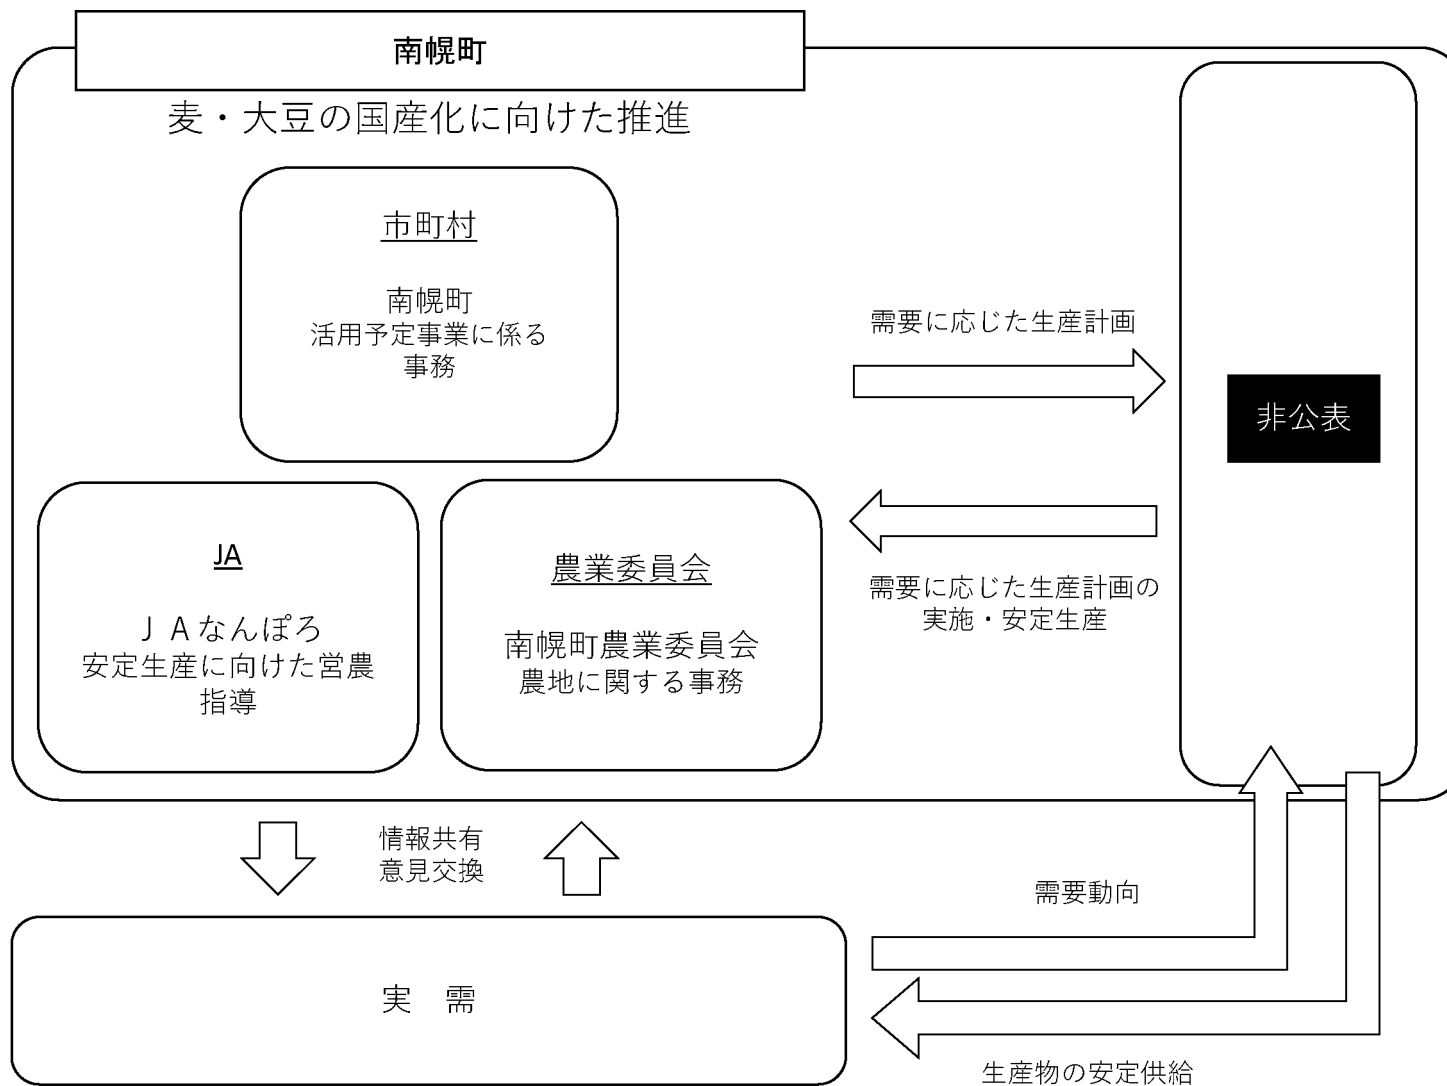 南幌町
麦・大豆の国産化に向けた推進
市町村
南幌町
活用予定事業に係る
事務
需要に応じた生産計画
非公表
JA
ＪＡなんぽろ
安定生産に向けた営農
指導
農業委員会
南幌町農業委員会
農地に関する事務
需要に応じた生産計画の
実施・安定生産
情報共有
意見交換
需要動向
実　需
生産物の安定供給